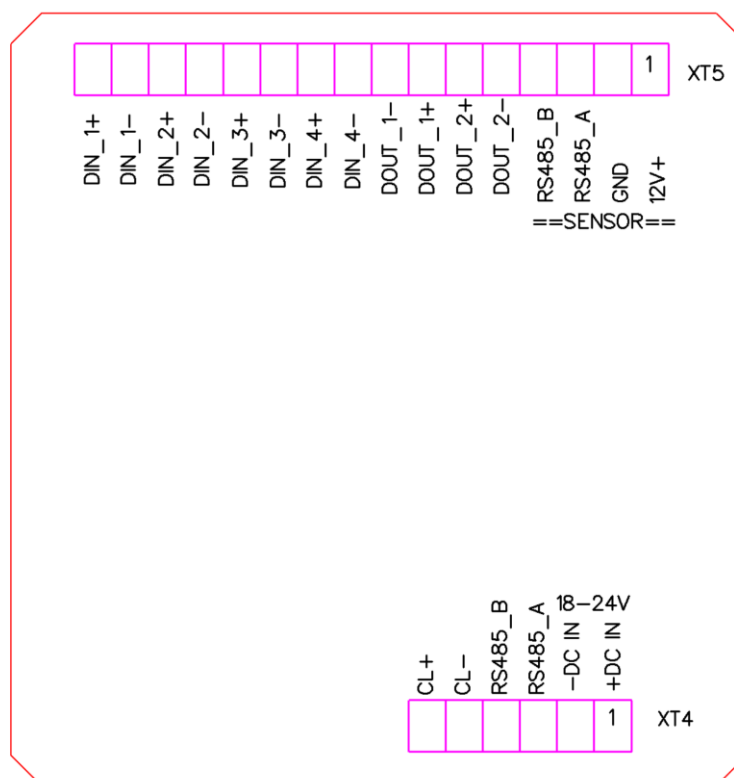 1
XT5
DIN_1+
DIN_1-
DIN_2+
DIN_2-
DIN_3+
DIN_3-
DIN_4+
DIN_4-
DOUT_1-
DOUT_1+
DOUT_2+
DOUT_2-
RS485_B
RS485_A
GND
12V+
==SENSOR==
18-24V
CL+
CL-
RS485_B
RS485_A
-DC IN
+DC IN
1
XT4